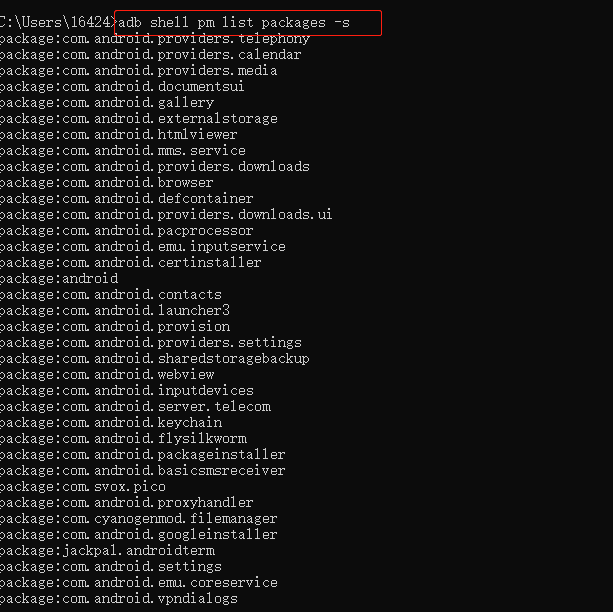 C:\Users\16424>adb shell pm list packages -s
package:com.android.providers.telephony
package:com.android.providers.calendar
package:com.android.providers.media
package:com.android.documentsui
package:com.android.gallery
package:com.android.externalstorage
package:com.android.htmlviewer
package:com.android.mms.service
package:com.android.providers.downloads
package:com.android.browser
package:com.android.defcontainer
package:com.android.providers.downloads.ui
package:com.android.pacprocessor
package:com.android.emu.inputservice
package:com.android.certinstaller
package:android
package:com.android.contacts
package:com.android.launcher3
package:com.android.provision
package:com.android.providers.settings
package:com.android.sharedstoragebackup
package:com.android.webview
package:com.android.inputdevices
package:com.android.server.telecom
package:com.android.keychain
package:com.android.flysilkworm
package:com.android.packageinstaller
package:com.android.basicsmsreceiver
package:com.svox.pico
package:com.android.proxyhandler
package:com.cyanogenmod.filemanager
package:com.android.googleinstaller
package:jackpal.androidterm
package:com.android.settings
package:com.android.emu.coreservice
package:com.android.vpndialogs